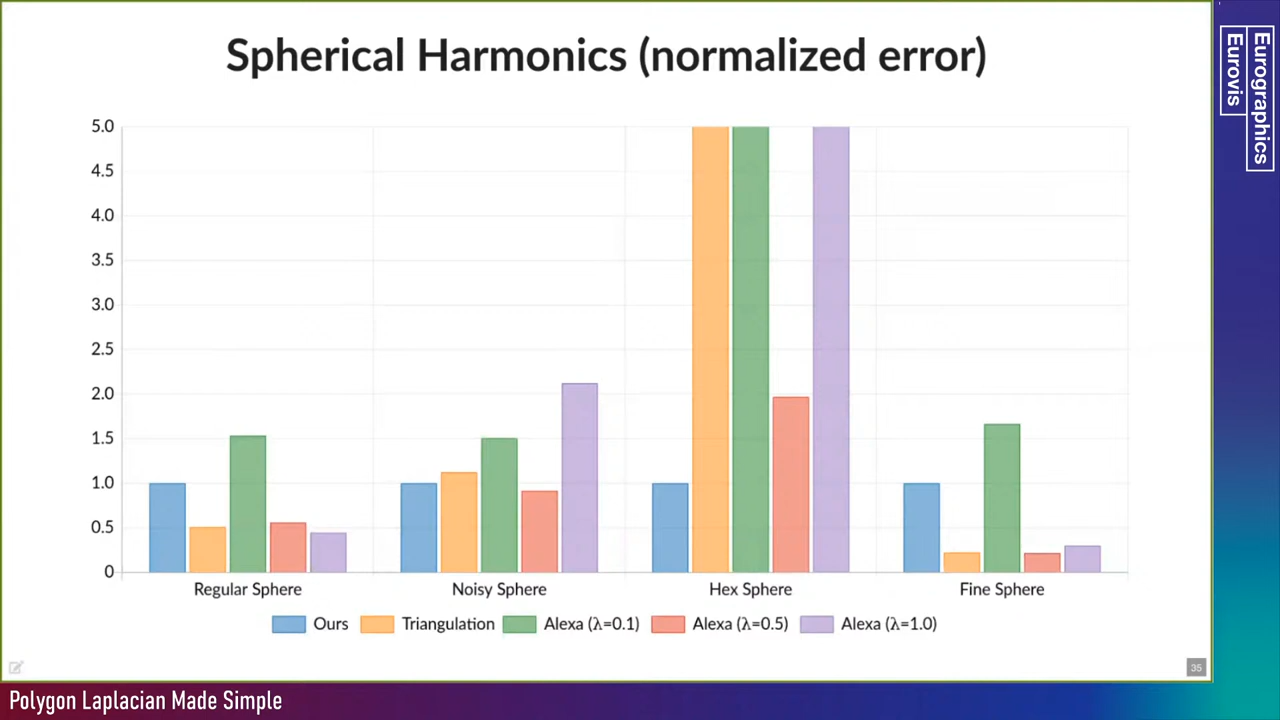 Spherical Harmonics (normalized error)
5.0
4.5
4.0
3.5
3.0
2.5
2.0
1.5
1.0
0.5
0
Regular Sphere Noisy Sphere Hex Sphere Fine Sphere
Ours Triangulation Alexa (λ=0.1) Alexa (λ=0.5) Alexa (λ=1.0)
35
Polygon Laplacian Made Simple
Eurographics
Eurovis